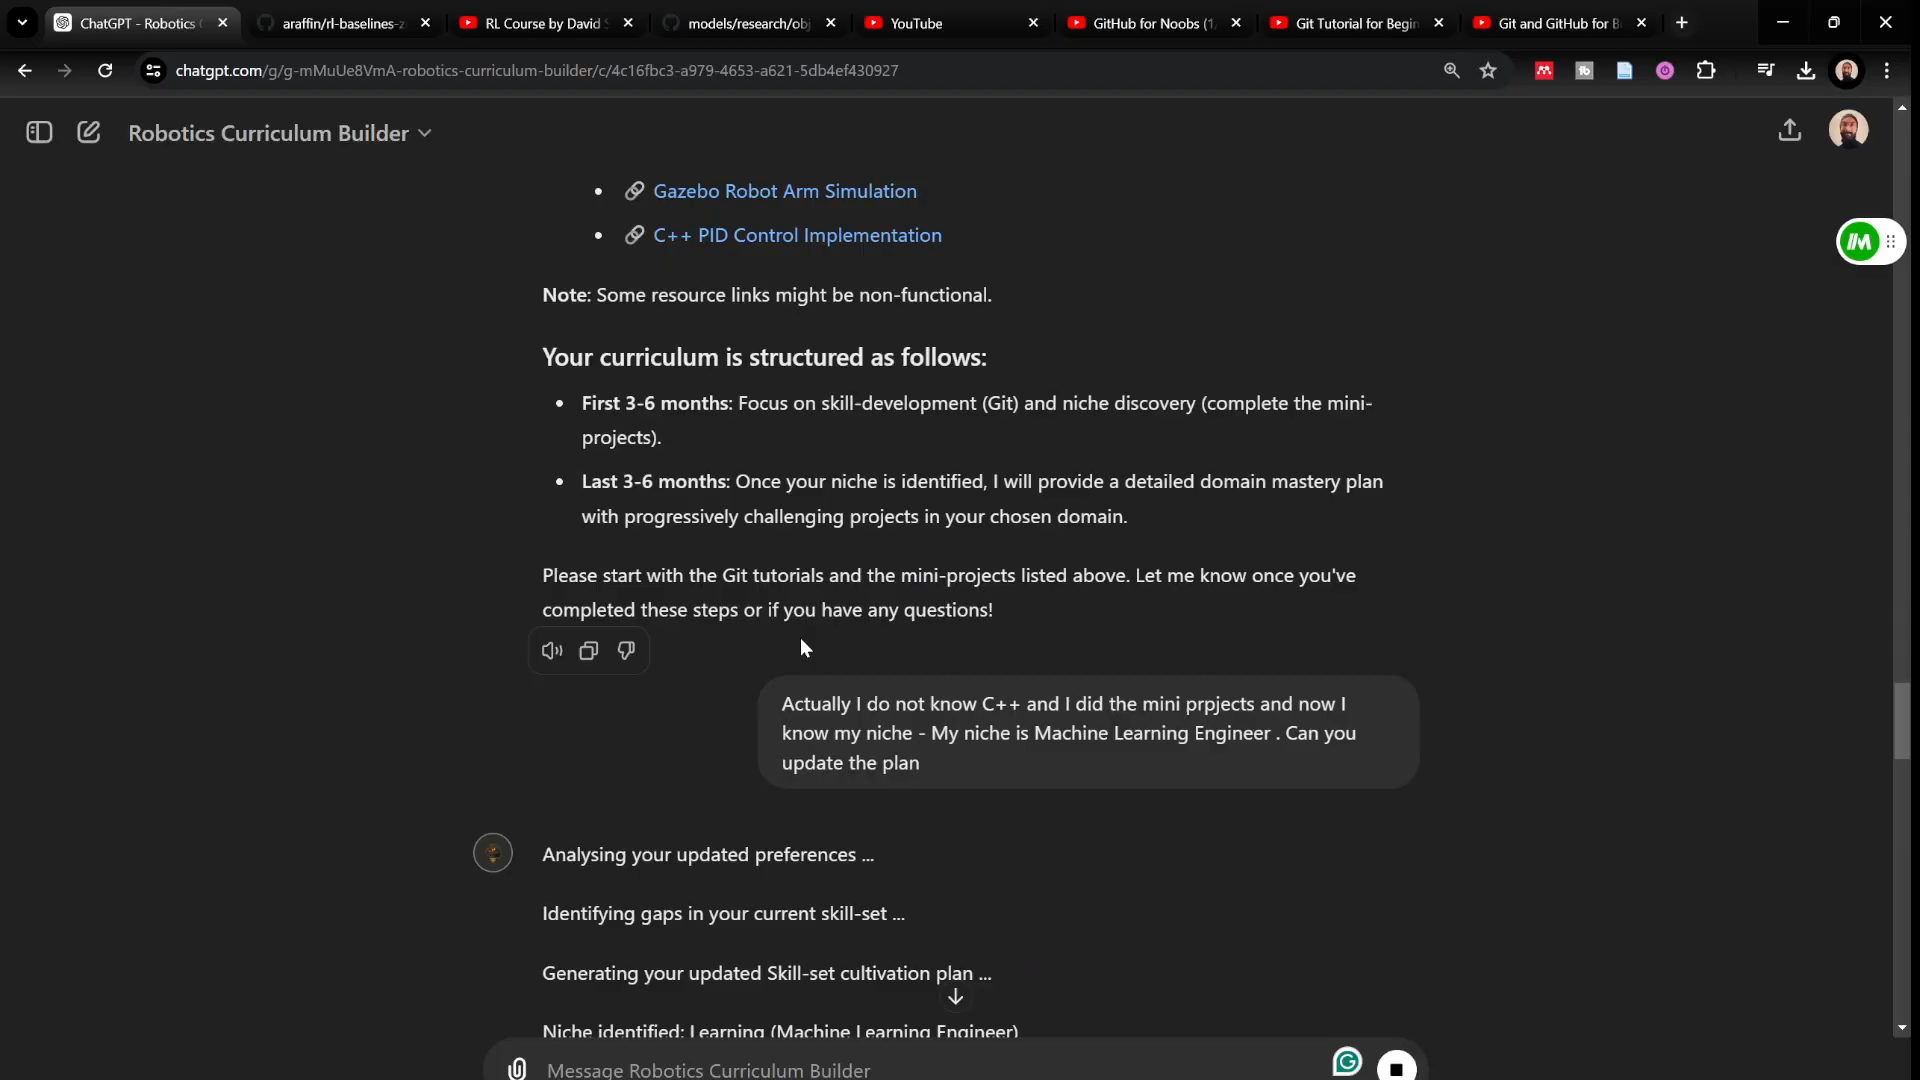 ChatGPT - Robotics
araffin/rl-baselines-z
RL Course by David S
models/research/obj
YouTube
GitHub for Noobs (1
Git Tutorial for Begin
Git and GitHub for B
chatgpt.com/g/g-mMuUe8VmA-robotics-curriculum-builder/c/4c16fbc3-a979-4653-a621-5db4ef430927
Robotics Curriculum Builder
Gazebo Robot Arm Simulation
C++ PID Control Implementation
Note: Some resource links might be non-functional.
Your curriculum is structured as follows:
First 3-6 months: Focus on skill-development (Git) and niche discovery (complete the mini-
projects).
Last 3-6 months: Once your niche is identified, I will provide a detailed domain mastery plan
with progressively challenging projects in your chosen domain.
Please start with the Git tutorials and the mini-projects listed above. Let me know once you've
completed these steps or if you have any questions!
Actually I do not know C++ and I did the mini prpjects and now I
know my niche - My niche is Machine Learning Engineer . Can you
update the plan
Analysing your updated preferences ...
Identifying gaps in your current skill-set ...
Generating your updated Skill-set cultivation plan ...
Niche identified: Learning (Machine Learning Engineer)
Message Robotics Curriculum Builder